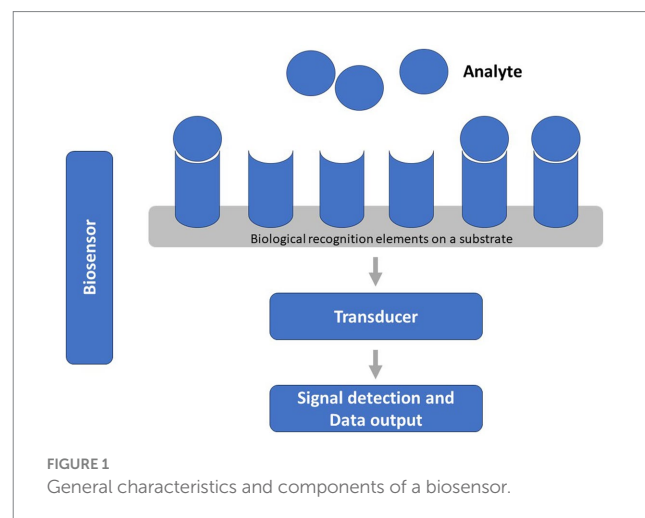 Analyte
Biosensor
Biological recognition elements on a substrate
Transducer
Signal detection and
Data output
FIGURE 1
General characteristics and components of a biosensor.